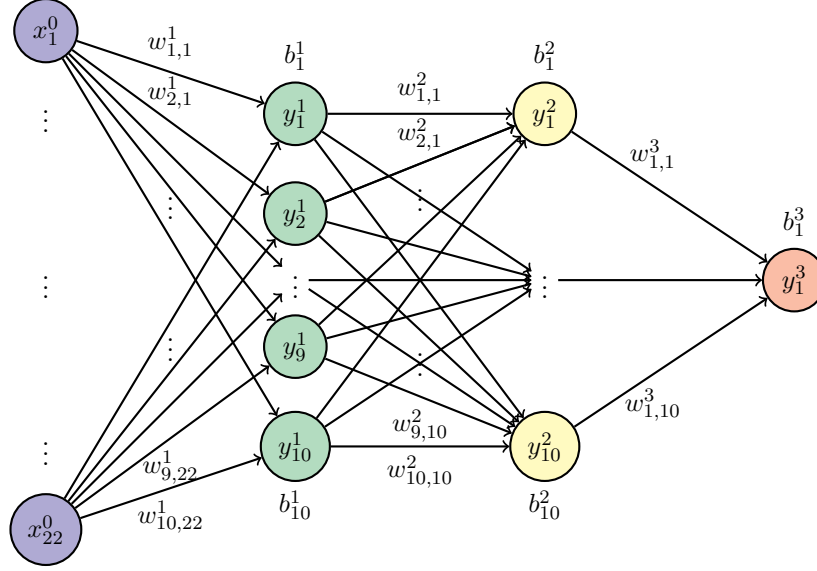 x_1^0
w_{1,1}^1
w_{2,1}^1
b_1^1
y_1^1
y_2^1
⋮
y_9^1
y_{10}^1
b_{10}^1
w_{9,22}^1
w_{10,22}^1
x_{22}^0
w_{1,1}^2
w_{2,1}^2
w_{9,10}^2
w_{10,10}^2
b_1^2
y_1^2
⋮
y_{10}^2
b_{10}^2
w_{1,1}^3
w_{1,10}^3
b_1^3
y_1^3